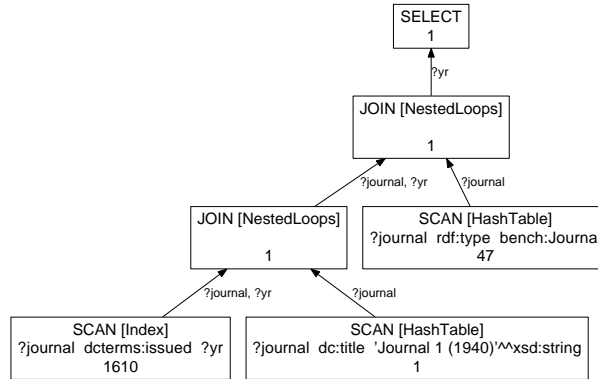 SELECT
1
?yr
JOIN [NestedLoops]
1
?journal, ?yr
?journal
JOIN [NestedLoops]
1
SCAN [HashTable]
?journal rdf:type bench:Journa
47
?journal, ?yr
?journal
SCAN [Index]
?journal dcterms:issued ?yr
1610
SCAN [HashTable]
?journal dc:title 'Journal 1 (1940)'^^xsd:string
1